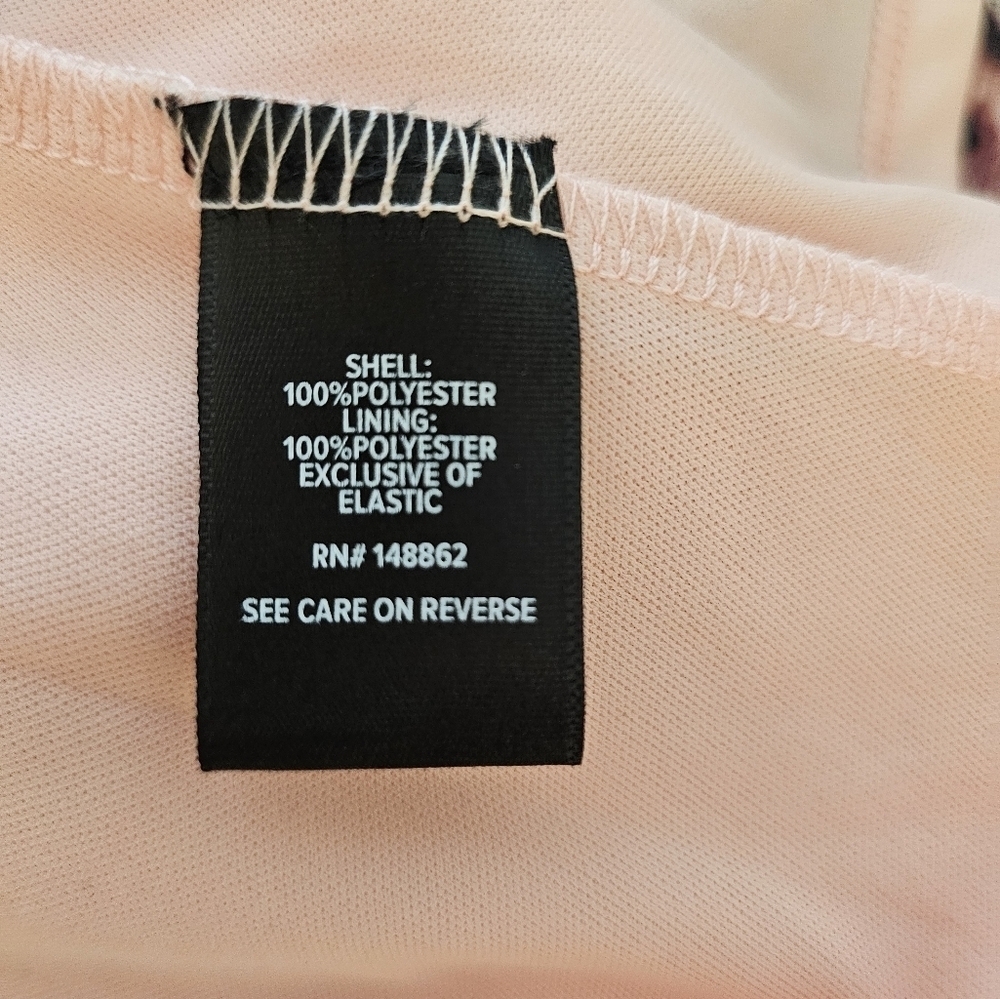 SHELL:
100%POLYESTER
LINING:
100%POLYESTER
EXCLUSIVE OF
ELASTIC
RN# 148862
SEE CARE ON REVERSE